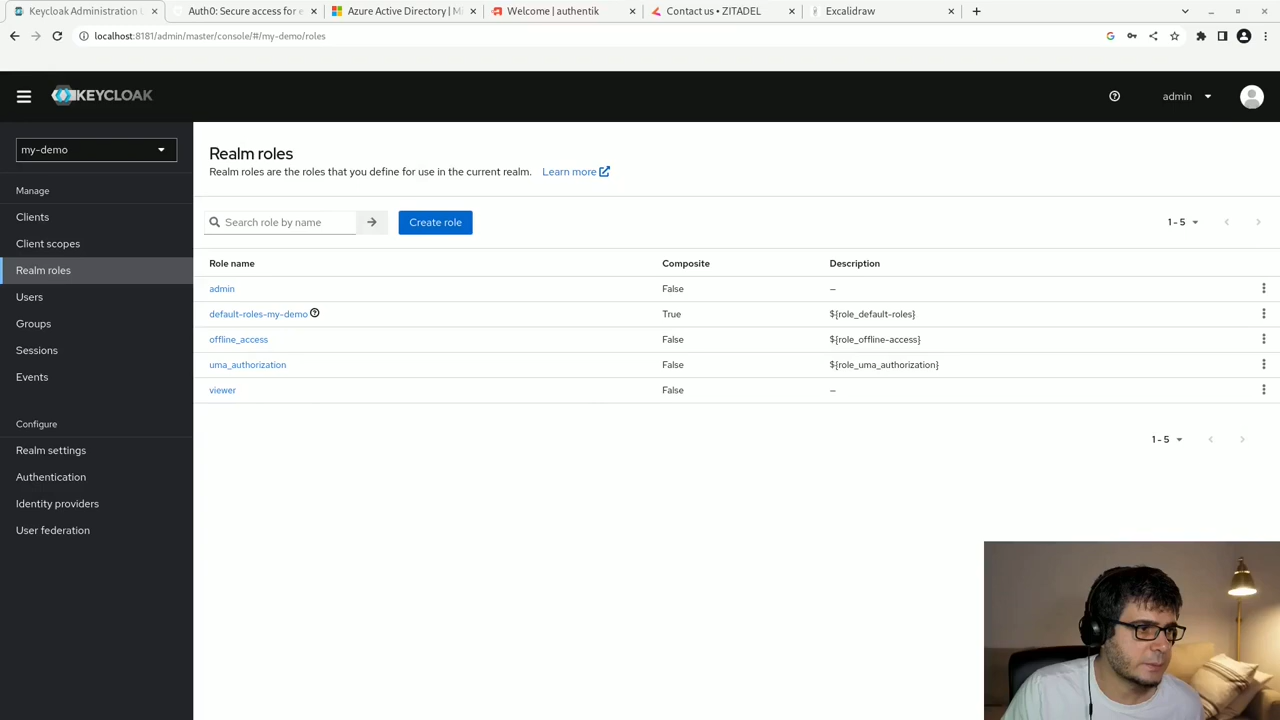 Keycloak Administration
Auth0: Secure access for e
Azure Active Directory | M
Welcome | authentik
Contact us • ZITADEL
Excalidraw
localhost:8181/admin/master/console/#/my-demo/roles
KEYCLOAK
admin
my-demo
Manage
Clients
Client scopes
Realm roles
Users
Groups
Sessions
Events
Configure
Realm settings
Authentication
Identity providers
User federation
Realm roles
Realm roles are the roles that you define for use in the current realm. Learn more
Search role by name
Create role
1 - 5
Role name Composite Description
admin False –
default-roles-my-demo True ${role_default-roles}
offline_access False ${role_offline-access}
uma_authorization False ${role_uma_authorization}
viewer False –
1 - 5